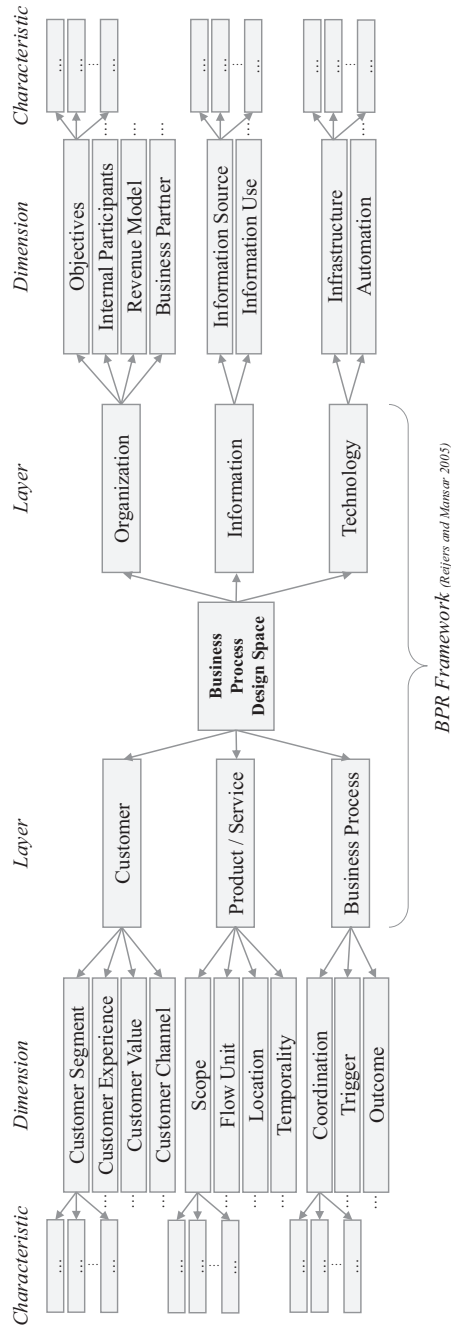 Characteristic
Dimension
Layer
Layer
Dimension
Characteristic
...
...
...
...
Customer Segment
Customer Experience
...
Customer Value
...
Customer Channel
...
Customer
...
...
...
...
Scope
Flow Unit
...
Location
...
Temporality
...
Product / Service
...
...
...
...
Coordination
Trigger
...
Outcome
...
Business Process
Business
Process
Design Space
Organization
Objectives
Internal Participants
...
Revenue Model
...
Business Partner
...
...
...
...
...
Information
Information Source
Information Use
...
...
...
...
...
Technology
Infrastructure
Automation
...
...
...
...
...
BPR Framework (Reijers and Mansar 2005)